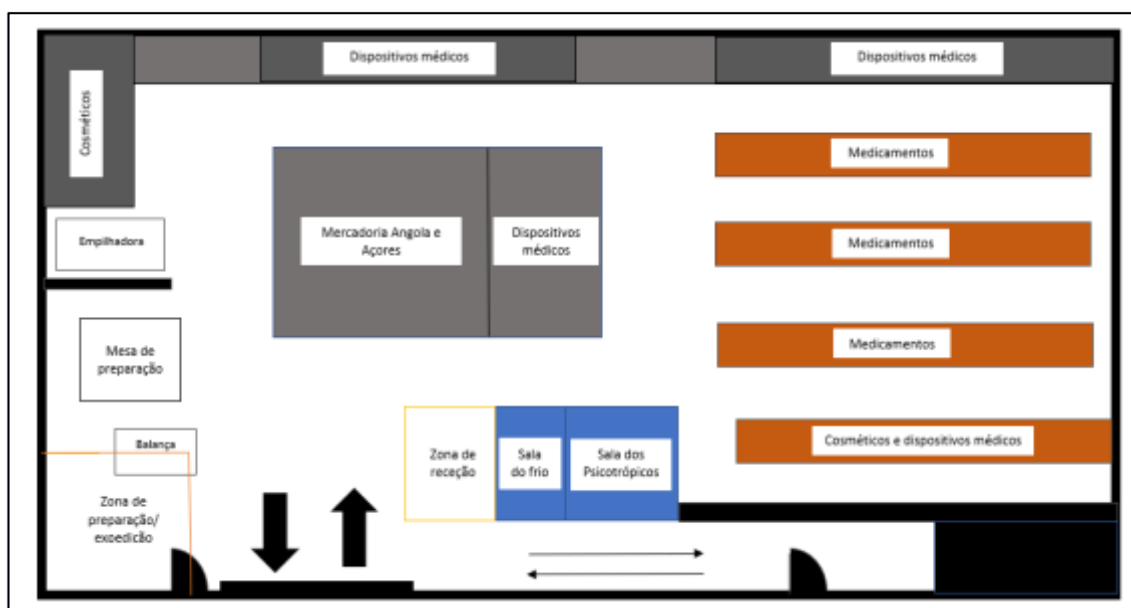 Dispositivos médicos
Dispositivos médicos
Cosméticos
Medicamentos
Mercadoria Angola e
Açores
Dispositivos
médicos
Empilhadora
Medicamentos
Mesa de
preparação
Medicamentos
Balança
Zona de
receção
Sala
do frio
Sala dos
Psicotrópicos
Cosméticos e dispositivos médicos
Zona de
preparação/
expedição